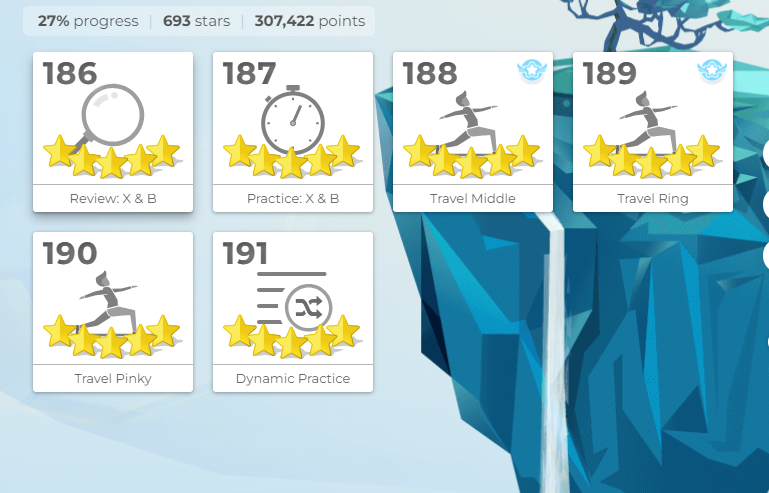 27% progress | 693 stars | 307,422 points
186
187
188
189
Review: X & B
Practice: X & B
Travel Middle
Travel Ring
190
191
Travel Pinky
Dynamic Practice